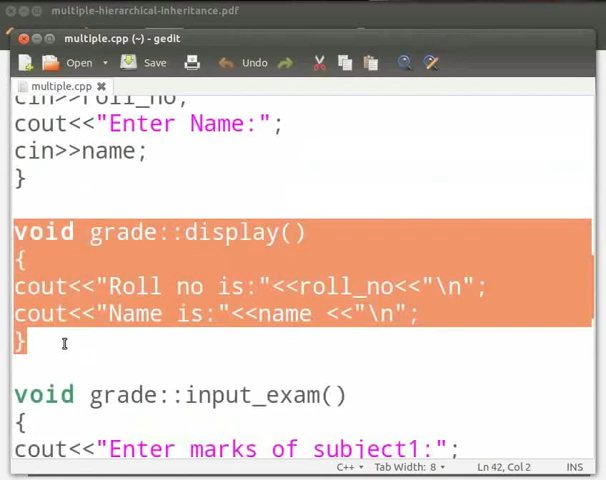 multiple-hierarchical-inheritance.pdf
multiple.cpp (~) - gedit
Open Save Undo
multiple.cpp
cin>>roll_no;
cout<<"Enter Name:";
cin>>name;
}
void grade::display()
{
cout<<"Roll no is:"<<roll_no<<"\n";
cout<<"Name is:"<<name <<"\n";
}
void grade::input_exam()
{
cout<<"Enter marks of subject1:";
C++ Tab Width: 8 Ln 42, Col 2 INS